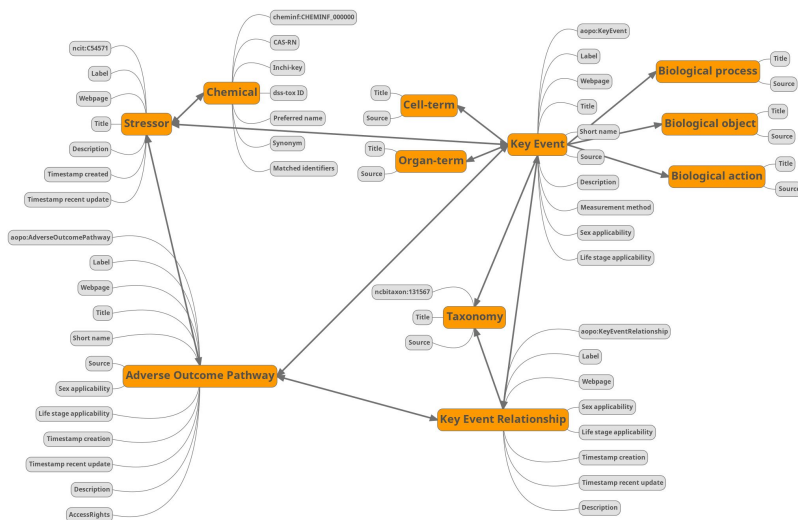 ncit:C54571
Label
Webpage
Title
Description
Timestamp created
Timestamp recent update
Stressor
Chemical
cheminf:CHEMINF_000000
CAS-RN
Inchi-key
dss-tox ID
Preferred name
Synonym
Matched identifiers
Title
Source
Cell-term
Title
Source
Organ-term
Key Event
aopo:KeyEvent
Label
Webpage
Title
Short name
Source
Description
Measurement method
Sex applicability
Life stage applicability
Biological process
Title
Source
Biological object
Title
Source
Biological action
Title
Source
aopo:AdverseOutcomePathway
Label
Webpage
Title
Short name
Source
Sex applicability
Life stage applicability
Timestamp creation
Timestamp recent update
Description
AccessRights
Adverse Outcome Pathway
ncbitaxon:131567
Title
Source
Taxonomy
Key Event Relationship
aopo:KeyEventRelationship
Label
Webpage
Sex applicability
Life stage applicability
Timestamp creation
Timestamp recent update
Description